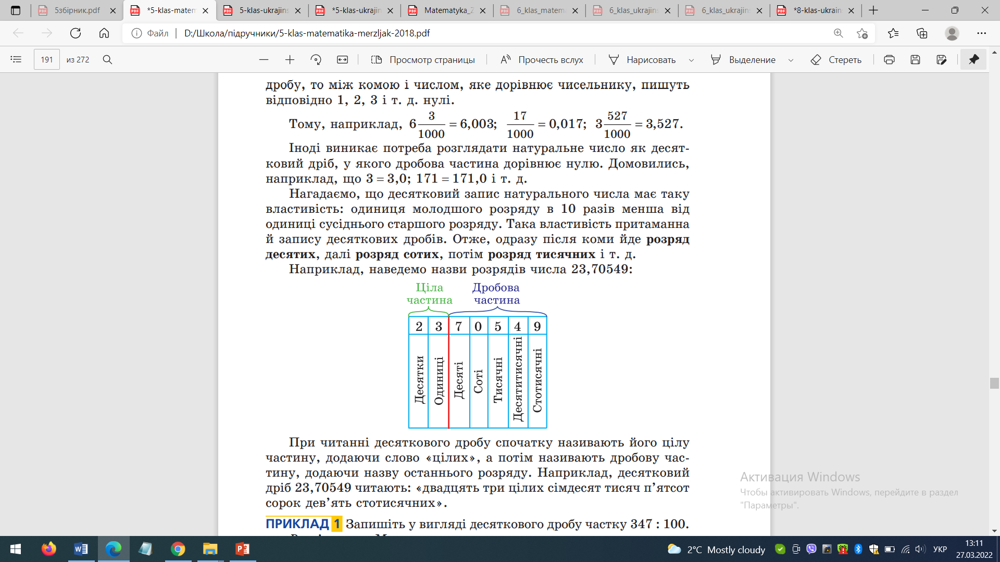 5збірник.pdf
*5-klas-matem
5-klas-ukrajins
*5-klas-ukrajin
Matematyka_2
6_klas_matema
6_klas_ukrajins
6_klas_ukrajins
*8-klas-ukrain
Файл
D:/Школа/підручники/5-klas-matematika-merzljak-2018.pdf
191 из 272
Просмотр страницы
Прочесть вслух
Нарисовать
Выделение
Стереть
дробу, то між комою і числом, яке дорівнює чисельнику, пишуть
відповідно 1, 2, 3 і т. д. нулі.
Тому, наприклад, 6 3/1000 = 6,003; 17/1000 = 0,017; 3 527/1000 = 3,527.
Іноді виникає потреба розглядати натуральне число як десят-
ковий дріб, у якого дробова частина дорівнює нулю. Домовились,
наприклад, що 3 = 3,0; 171 = 171,0 і т. д.
Нагадаємо, що десятковий запис натурального числа має таку
властивість: одиниця молодшого розряду в 10 разів менша від
одиниці сусіднього старшого розряду. Така властивість притаманна
й запису десяткових дробів. Отже, одразу після коми йде розряд
десятих, далі розряд сотих, потім розряд тисячних і т. д.
Наприклад, наведемо назви розрядів числа 23,70549:
Ціла
частина
Дробова
частина
2 3 7 0 5 4 9
Десятки
Одиниці
Десяті
Соті
Тисячні
Десятитисячні
Стотисячні
При читанні десяткового дробу спочатку називають його цілу
частину, додаючи слово «цілих», а потім називають дробову час-
тину, додаючи назву останнього розряду. Наприклад, десятковий
дріб 23,70549 читають: «двадцять три цілих сімдесят тисяч п’ятсот
сорок дев’ять стотисячних».
ПРИКЛАД 1 Запишіть у вигляді десяткового дробу частку 347 : 100.
Активация Windows
Чтобы активировать Windows, перейдите в раздел
"Параметры".
2°C Mostly cloudy
УКР
13:11
27.03.2022